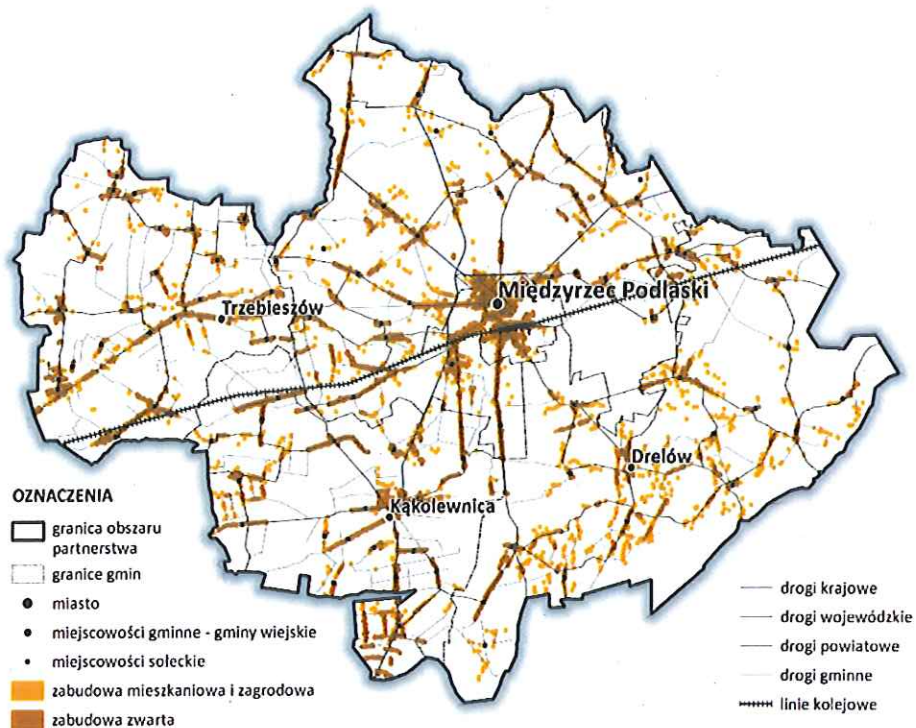 Międzyrzec Podlaski
Trzebieszów
Drelów
Kąkolewnica
OZNACZENIA
granica obszaru
partnerstwa
granice gmin
miasto
miejscowości gminne - gminy wiejskie
miejscowości sołeckie
zabudowa mieszkaniowa i zagrodowa
zabudowa zwarta
drogi krajowe
drogi wojewódzkie
drogi powiatowe
drogi gminne
linie kolejowe